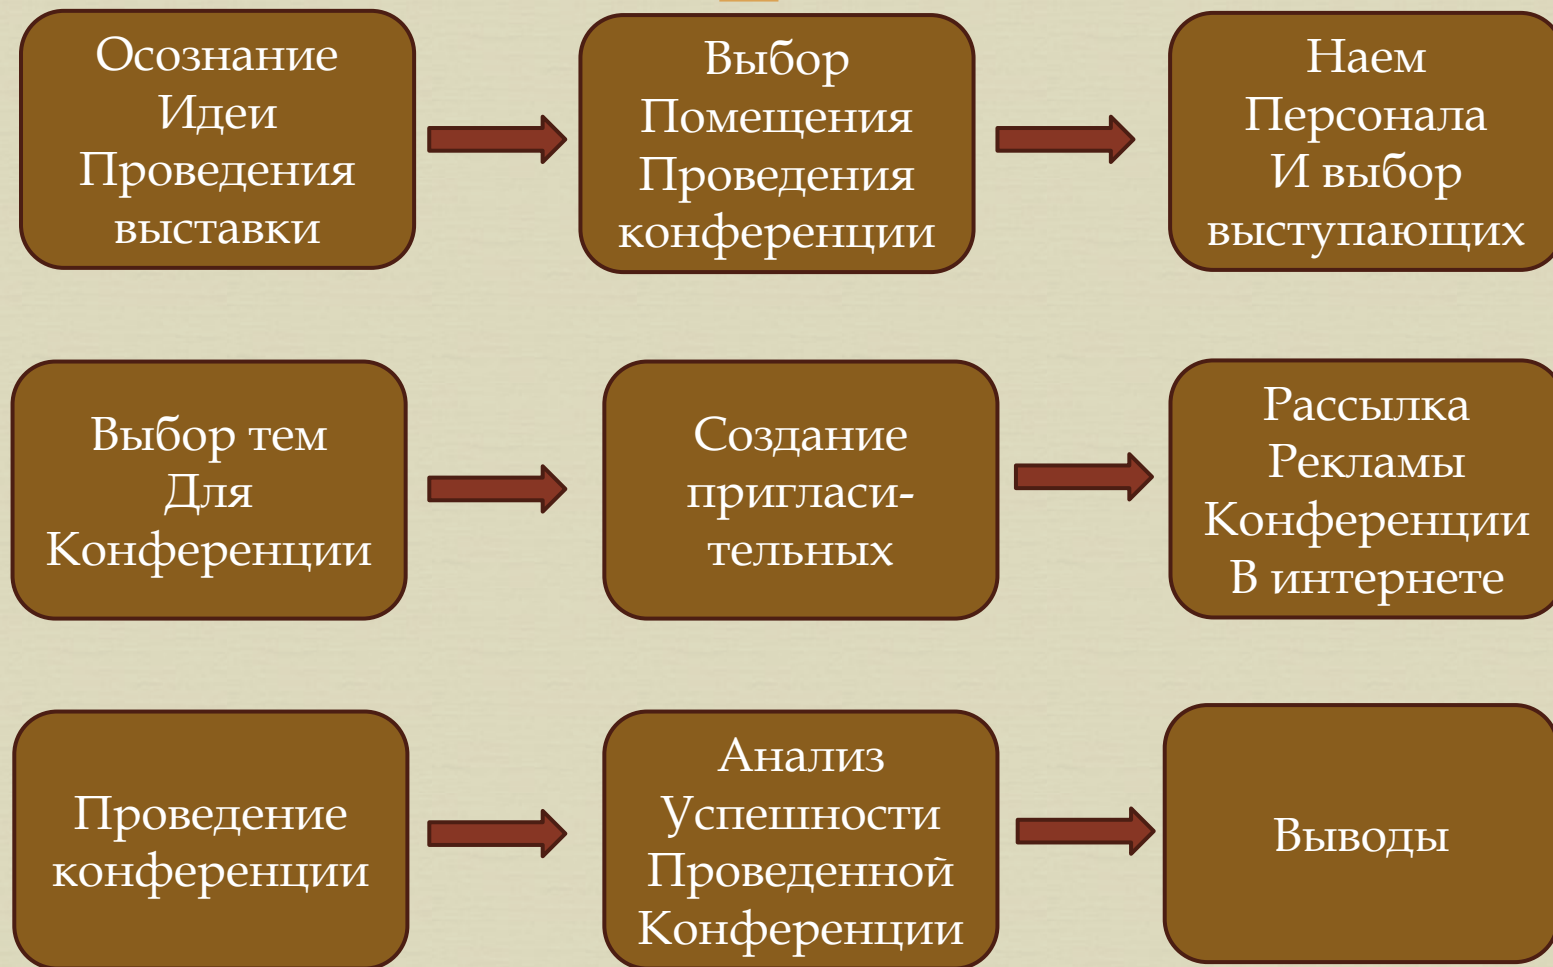 Осознание
Идеи
Проведения
выставки
Выбор
Помещения
Проведения
конференции
Наем
Персонала
И выбор
выступающих
Выбор тем
Для
Конференции
Создание
пригласи-
тельных
Рассылка
Рекламы
Конференции
В интернете
Проведение
конференции
Анализ
Успешности
Проведенной
Конференции
Выводы